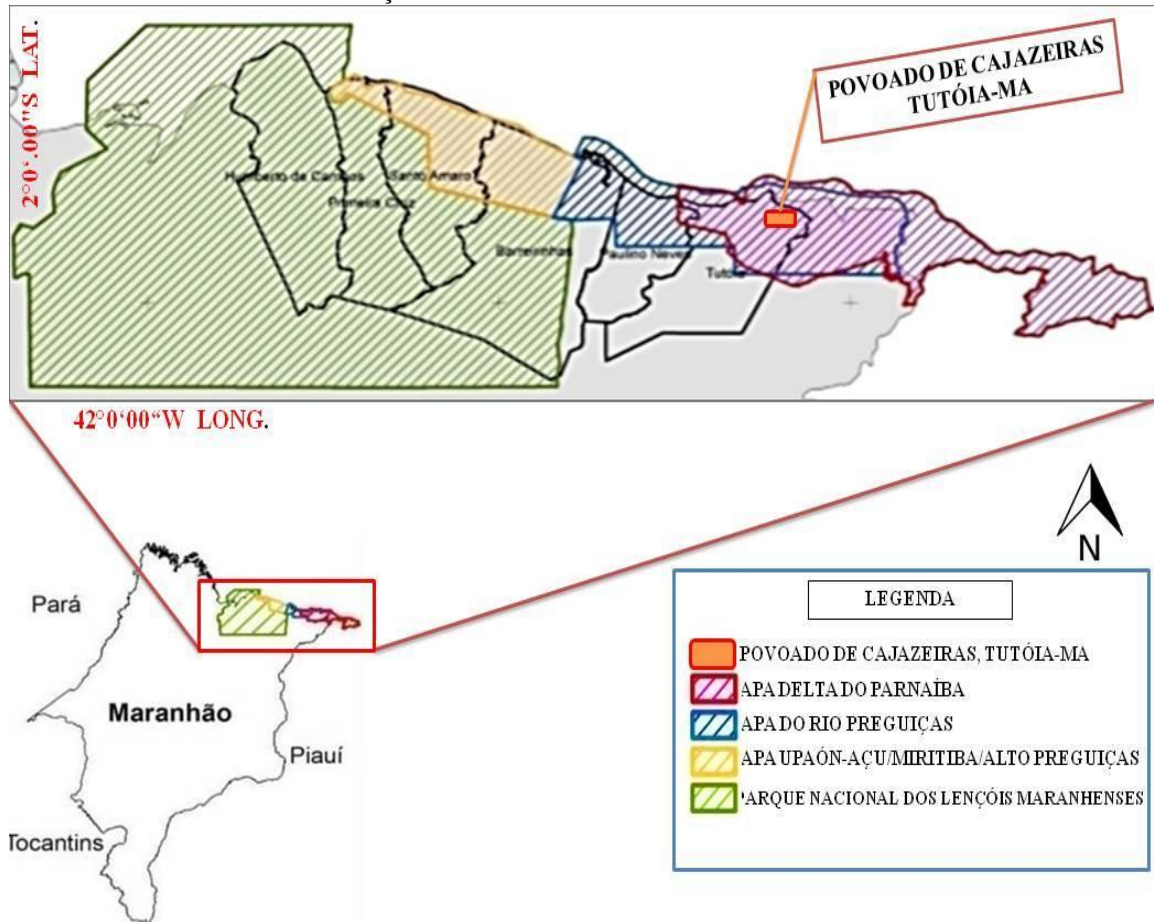 POVOADO DE CAJAZEIRAS
TUTÓIA-MA
2°0'.00"S LAT.
Humberto de Campos
Santo Amaro
Primeira Cruz
Barreirinhas
Paulino Neves
Tutóia
42°0'00"W LONG.
N
Pará
Maranhão
Piauí
Tocantins
LEGENDA
POVOADO DE CAJAZEIRAS, TUTÓIA-MA
APA DELTA DO PARNAÍBA
APA DO RIO PREGUIÇAS
APA UPAÓN-AÇU/MIRITIBA/ALTO PREGUIÇAS
PARQUE NACIONAL DOS LENÇÓIS MARANHENSES